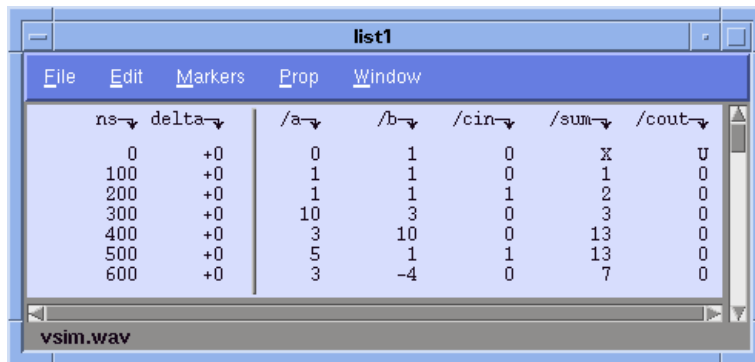 list1
File Edit Markers Prop Window
ns delta /a /b /cin /sum /cout
0 +0 0 1 0 X U
100 +0 1 1 0 1 0
200 +0 1 1 1 2 0
300 +0 10 3 0 3 0
400 +0 3 10 0 13 0
500 +0 5 1 1 13 0
600 +0 3 -4 0 7 0
vsim.wav